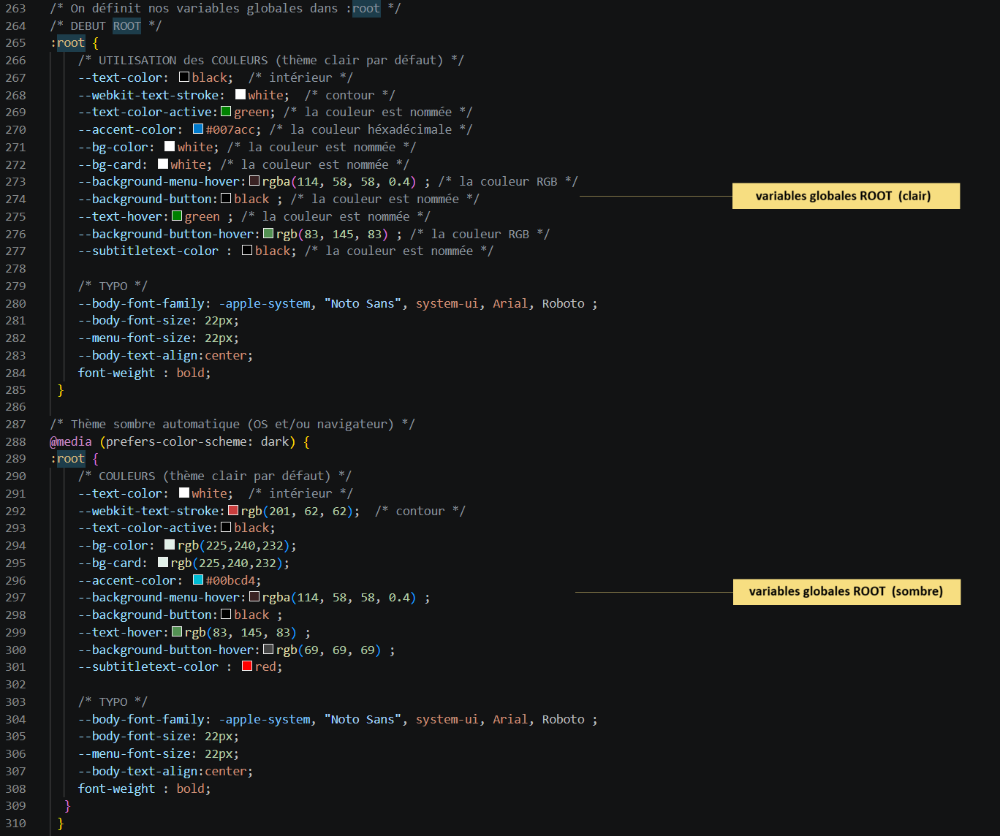 263 /* On définit nos variables globales dans :root */
264 /* DEBUT ROOT */
265 :root {
266 /* UTILISATION des COULEURS (thème clair par défaut) */
267 --text-color: black; /* intérieur */
268 --webkit-text-stroke: white; /* contour */
269 --text-color-active: green; /* la couleur est nommée */
270 --accent-color: #007acc; /* la couleur héxadécimale */
271 --bg-color: white; /* la couleur est nommée */
272 --bg-card: white; /* la couleur est nommée */
273 --background-menu-hover: rgba(114, 58, 58, 0.4) ; /* la couleur RGB */
274 --background-button: black ; /* la couleur est nommée */
variables globales ROOT (clair)
275 --text-hover: green ; /* la couleur est nommée */
276 --background-button-hover: rgb(83, 145, 83) ; /* la couleur RGB */
277 --subtitletext-color : black; /* la couleur est nommée */
278
279 /* TYPO */
280 --body-font-family: -apple-system, "Noto Sans", system-ui, Arial, Roboto ;
281 --body-font-size: 22px;
282 --menu-font-size: 22px;
283 --body-text-align:center;
284 font-weight : bold;
285 }
286
287 /* Thème sombre automatique (OS et/ou navigateur) */
288 @media (prefers-color-scheme: dark) {
289 :root {
290 /* COULEURS (thème clair par défaut) */
291 --text-color: white; /* intérieur */
292 --webkit-text-stroke: rgb(201, 62, 62); /* contour */
293 --text-color-active: black;
294 --bg-color: rgb(225,240,232);
295 --bg-card: rgb(225,240,232);
296 --accent-color: #00bcd4;
297 --background-menu-hover: rgba(114, 58, 58, 0.4) ;
variables globales ROOT (sombre)
298 --background-button: black ;
299 --text-hover: rgb(83, 145, 83) ;
300 --background-button-hover: rgb(69, 69, 69) ;
301 --subtitletext-color : red;
302
303 /* TYPO */
304 --body-font-family: -apple-system, "Noto Sans", system-ui, Arial, Roboto ;
305 --body-font-size: 22px;
306 --menu-font-size: 22px;
307 --body-text-align:center;
308 font-weight : bold;
309 }
310 }